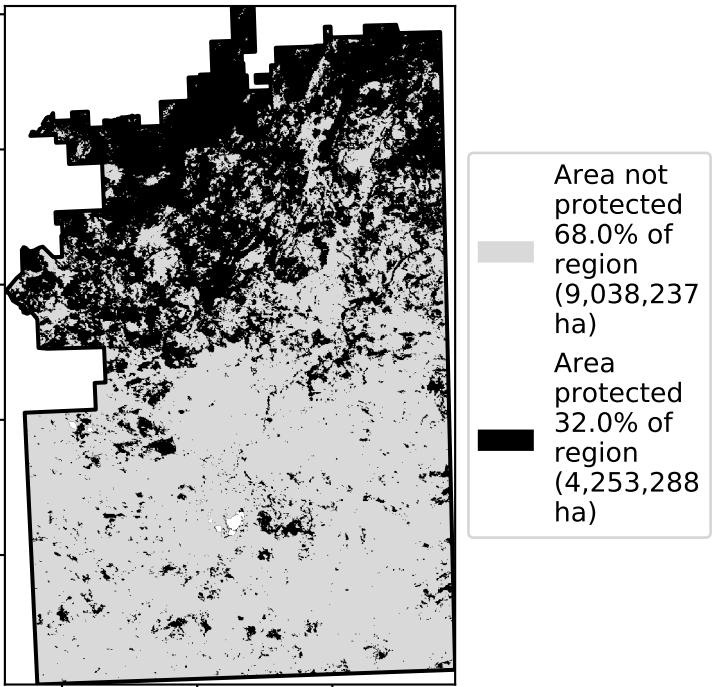 Area not
protected
68.0% of
region
(9,038,237
ha)
Area
protected
32.0% of
region
(4,253,288
ha)